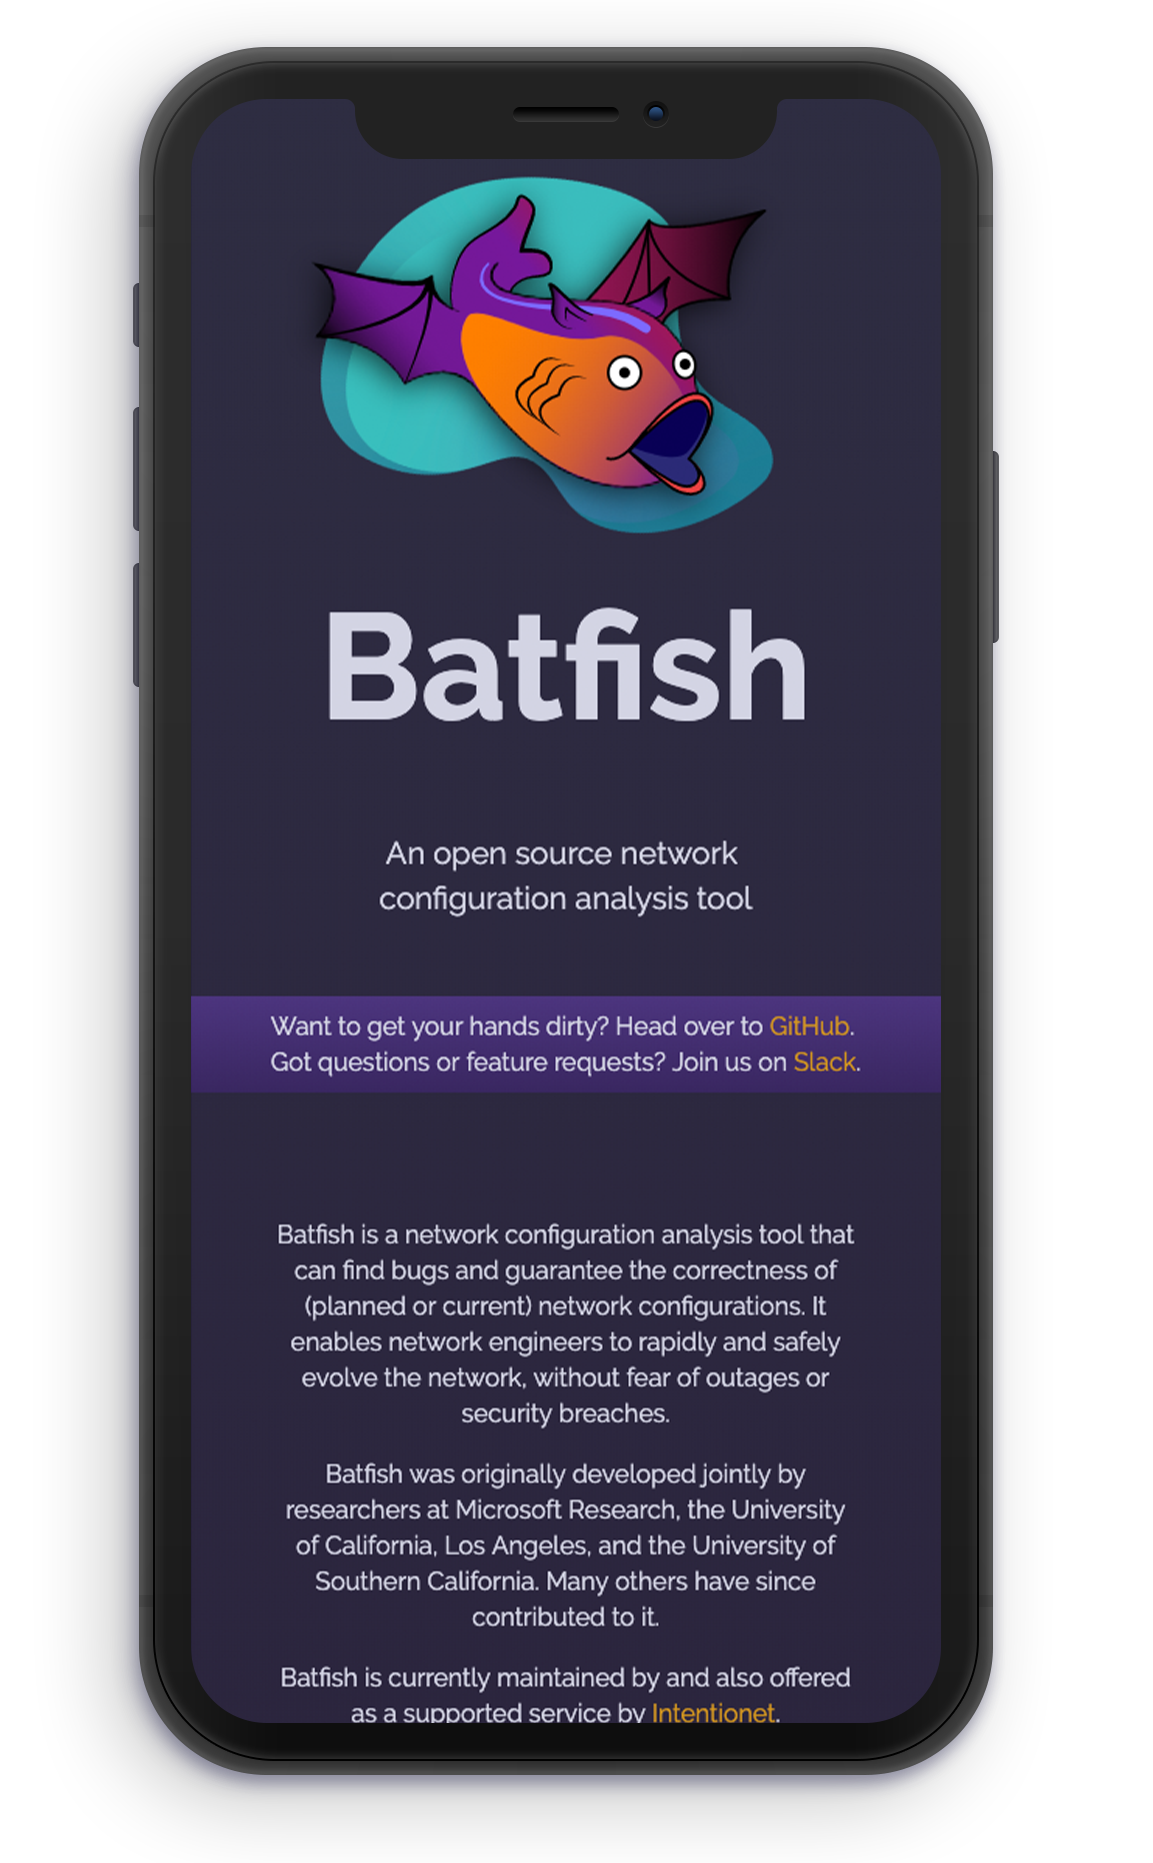 Batfish
An open source network
configuration analysis tool
Want to get your hands dirty? Head over to GitHub.
Got questions or feature requests? Join us on Slack.
Batfish is a network configuration analysis tool that
can find bugs and guarantee the correctness of
(planned or current) network configurations. It
enables network engineers to rapidly and safely
evolve the network, without fear of outages or
security breaches.
Batfish was originally developed jointly by
researchers at Microsoft Research, the University
of California, Los Angeles, and the University of
Southern California. Many others have since
contributed to it.
Batfish is currently maintained by and also offered
as a supported service by Intentionet.